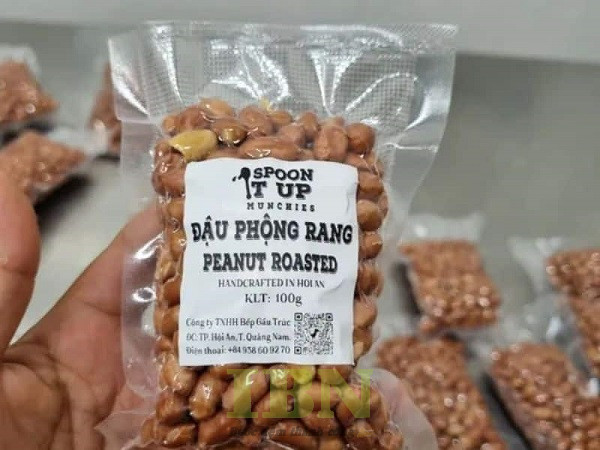 SPOON
IT UP
MUNCHIES
ĐẬU PHỘNG RANG
PEANUT ROASTED
HANDCRAFTED IN HOI AN
KLT: 100g
Công ty TNHH Bếp Gấu Trúc
ĐC: TP. Hội An, T. Quảng Nam.
Điện thoại: +84 938 60 92 70
IBN